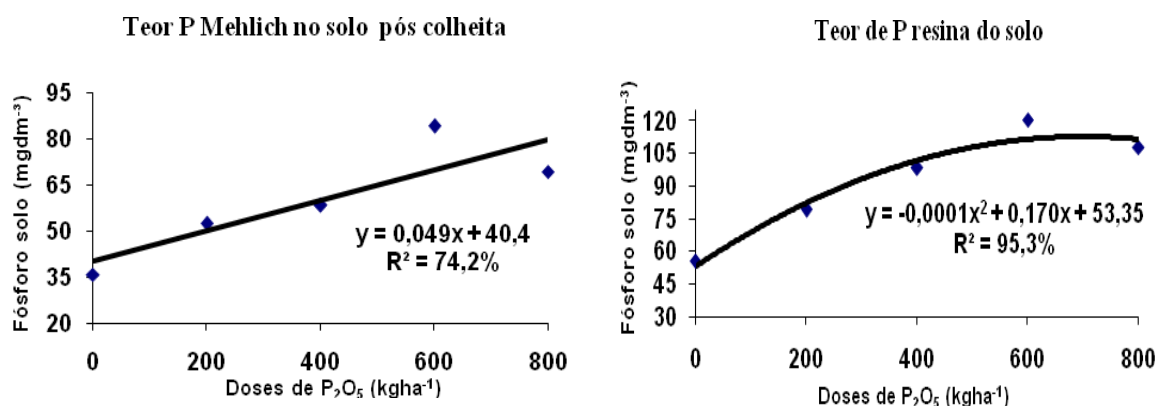 Teor P Mehlich no solo pós colheita
Fósforo solo (mgdm⁻³)
95
80
65
50
35
20
y = 0,049x + 40,4
R² = 74,2%
0 200 400 600 800
Doses de P₂O₅ (kgha⁻¹)
Teor de P resina do solo
Fósforo solo (mgdm⁻³)
120
105
90
75
60
45
30
y = -0,0001x² + 0,170x + 53,35
R² = 95,3%
0 200 400 600 800
Doses de P₂O₅ (kgha⁻¹)